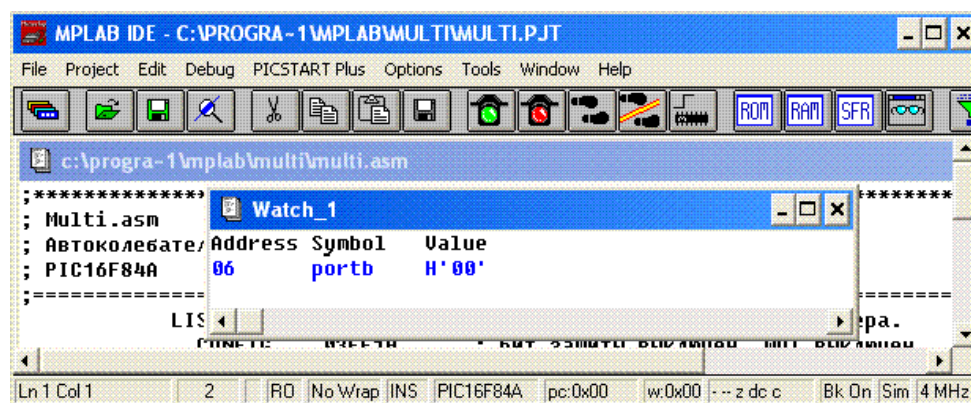 MPLAB IDE - C:\PROGRA~1\MPLAB\MULTI\MULTI.PJT
File Project Edit Debug PICSTART Plus Options Tools Window Help
ROM RAM SFR
c:\progra~1\mplab\multi\multi.asm
;**************** ********
; Multi.asm
Watch_1
; Автоколебате
Address Symbol Value
; PIC16F84A
06 portb H'00'
;=============== =======
LIS ера.
; бит защиты выключен
Ln 1 Col 1 2 RO No Wrap INS PIC16F84A pc:0x00 w:0x00 - -- z dc c Bk On Sim 4 MHz